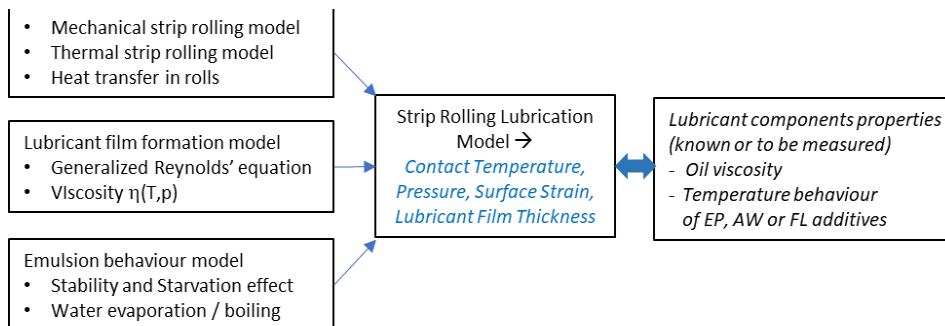 • Mechanical strip rolling model
• Thermal strip rolling model
• Heat transfer in rolls
Lubricant film formation model
• Generalized Reynolds’ equation
• VIscosity η(T,p)
Emulsion behaviour model
• Stability and Starvation effect
• Water evaporation / boiling
Strip Rolling Lubrication
Model →
Contact Temperature,
Pressure, Surface Strain,
Lubricant Film Thickness
Lubricant components properties
(known or to be measured)
- Oil viscosity
- Temperature behaviour
of EP, AW or FL additives